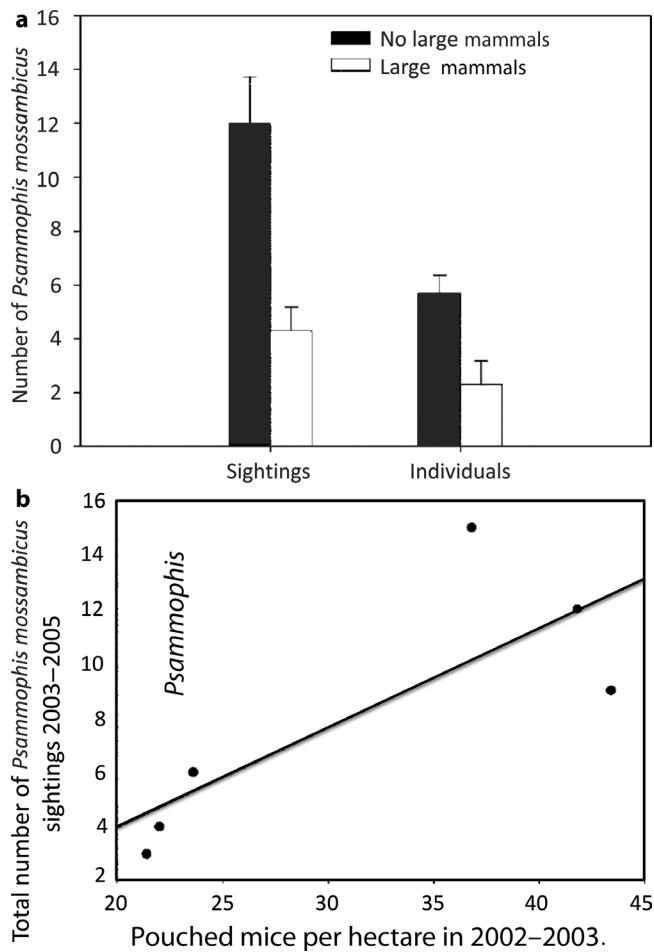 a
16
14
12
10
8
6
4
2
0
Number of Psammophis mossambicus
No large mammals
Large mammals
Sightings
Individuals
b
16
14
12
10
8
6
4
2
Total number of Psammophis mossambicus
sightings 2003–2005
Psammophis
20
25
30
35
40
45
Pouched mice per hectare in 2002–2003.